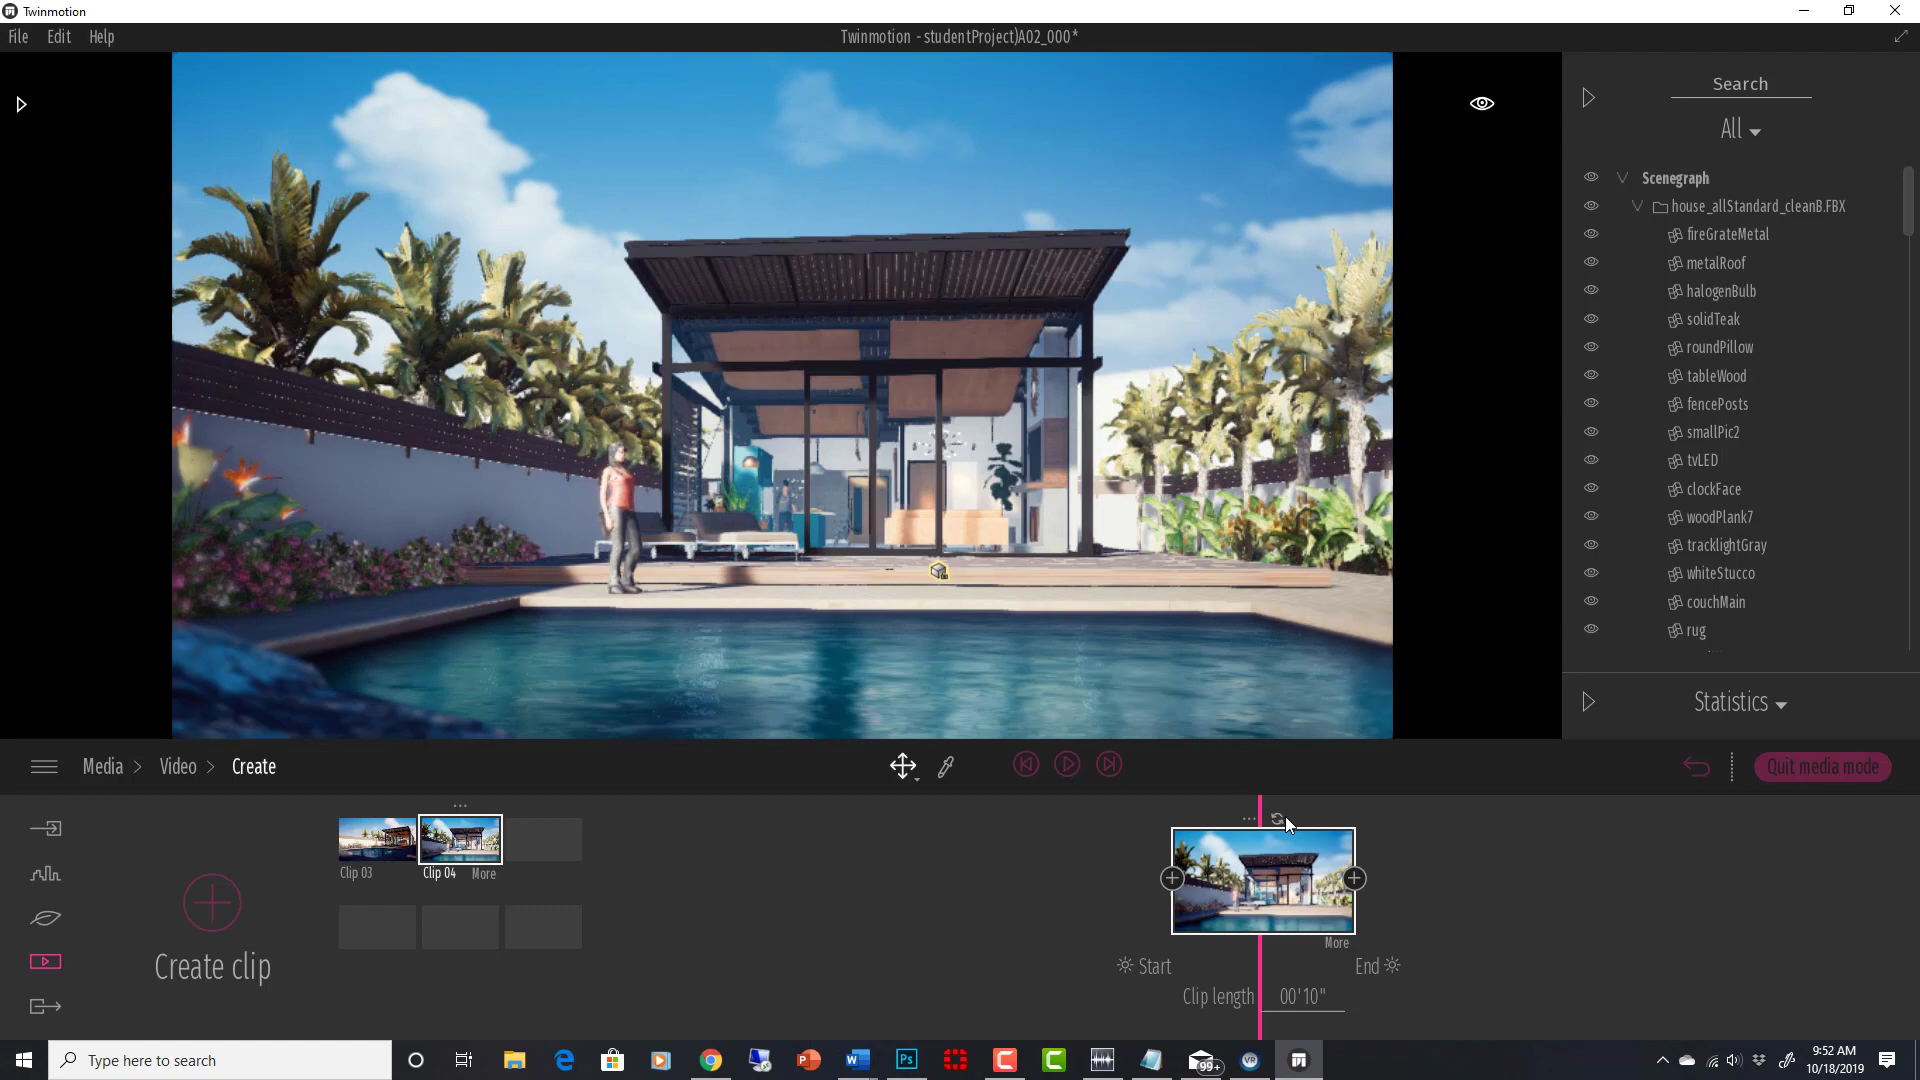 Twinmotion
File Edit Help
Twinmotion - studentProject)A02_000*
Search
All
Scenegraph
house_allStandard_cleanB.FBX
fireGrateMetal
metalRoof
halogenBulb
solidTeak
roundPillow
tableWood
fencePosts
smallPic2
tvLED
clockFace
woodPlank7
tracklightGray
whiteStucco
couchMain
rug
Statistics
Media > Video > Create
Quit media mode
Create clip
Clip 03
Clip 04 More
More
Start End
Clip length 00'10"
Type here to search
99+
9:52 AM
10/18/2019